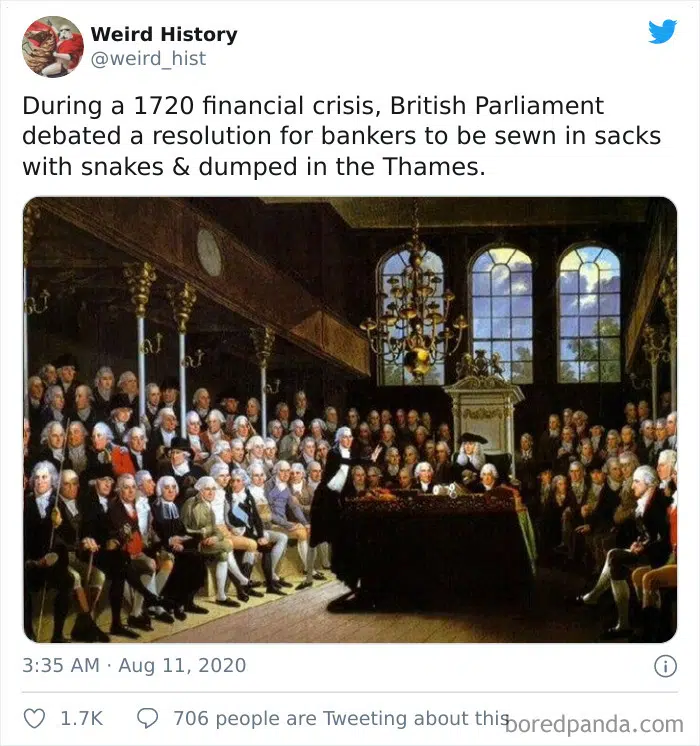 Weird History
@weird_hist
During a 1720 financial crisis, British Parliament
debated a resolution for bankers to be sewn in sacks
with snakes & dumped in the Thames.
3:35 AM · Aug 11, 2020
1.7K 706 people are Tweeting about this
boredpanda.com